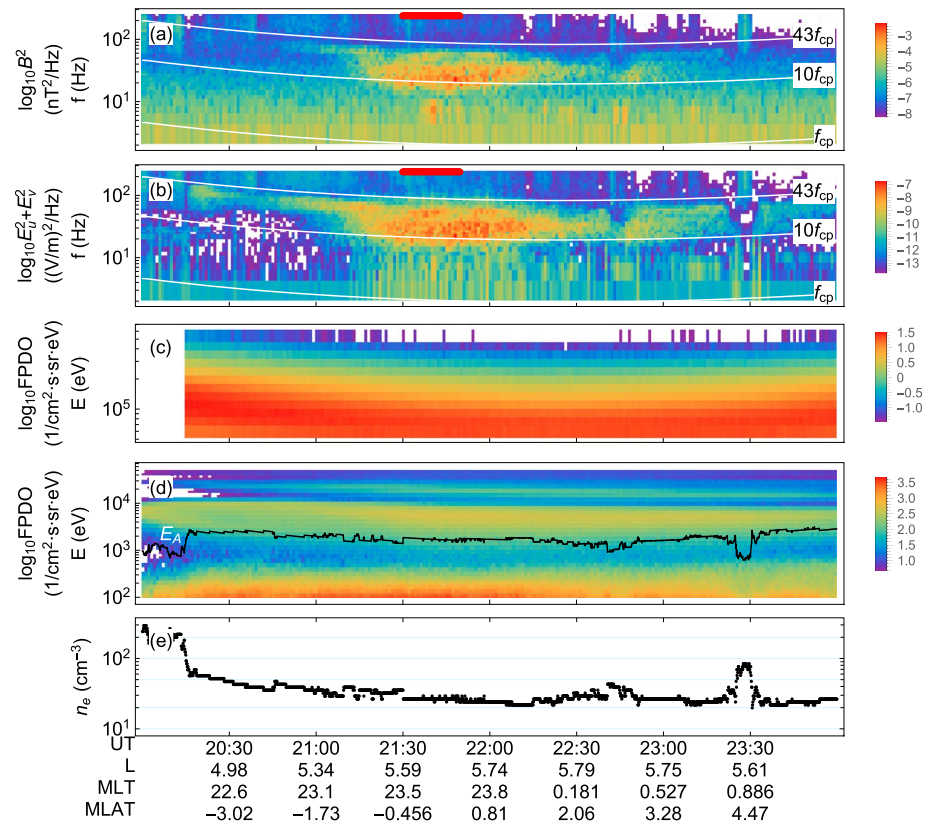 log₁₀B²
(nT²/Hz)
f (Hz)
10²
10¹
(a)
43f_cp
10f_cp
f_cp
−3
−4
−5
−6
−7
−8
log₁₀E_u²+E_v²
((V/m)²/Hz)
f (Hz)
10²
10¹
(b)
43f_cp
10f_cp
f_cp
−7
−8
−9
−10
−11
−12
−13
log₁₀FPDO
(1/cm²·s·sr·eV)
E (eV)
10⁵
(c)
1.5
1.0
0.5
0
−0.5
−1.0
log₁₀FPDO
(1/cm²·s·sr·eV)
E (eV)
10⁴
10³
10²
(d)
E_A
3.5
3.0
2.5
2.0
1.5
1.0
n_e (cm⁻³)
10²
10¹
(e)
UT 20:30 21:00 21:30 22:00 22:30 23:00 23:30
L 4.98 5.34 5.59 5.74 5.79 5.75 5.61
MLT 22.6 23.1 23.5 23.8 0.181 0.527 0.886
MLAT −3.02 −1.73 −0.456 0.81 2.06 3.28 4.47